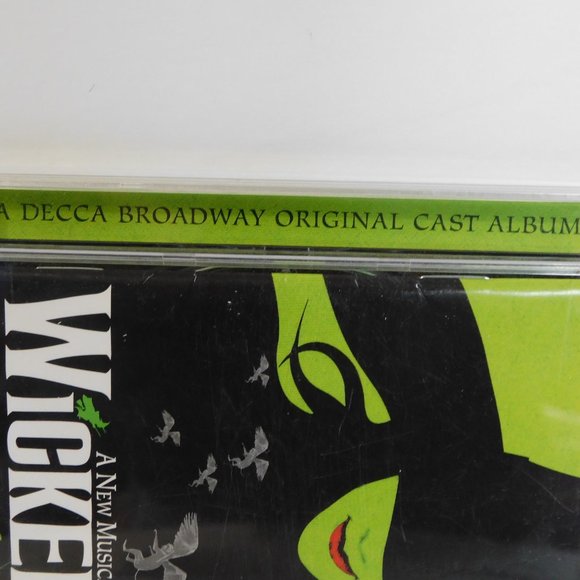 A DECCA BROADWAY ORIGINAL CAST ALBUM
WICKE
A NEW MUSIC